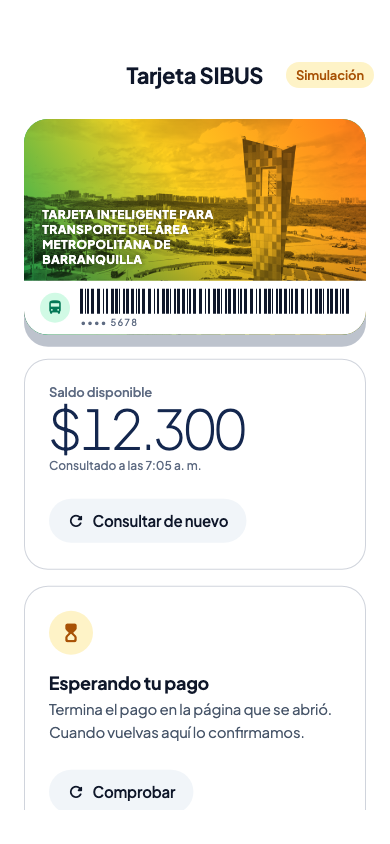 Tarjeta SIBUS
Simulación
TARJETA INTELIGENTE PARA
TRANSPORTE DEL ÁREA
METROPOLITANA DE
BARRANQUILLA
•••• 5678
Saldo disponible
$12.300
Consultado a las 7:05 a. m.
Consultar de nuevo
Esperando tu pago
Termina el pago en la página que se abrió.
Cuando vuelvas aquí lo confirmamos.
Comprobar